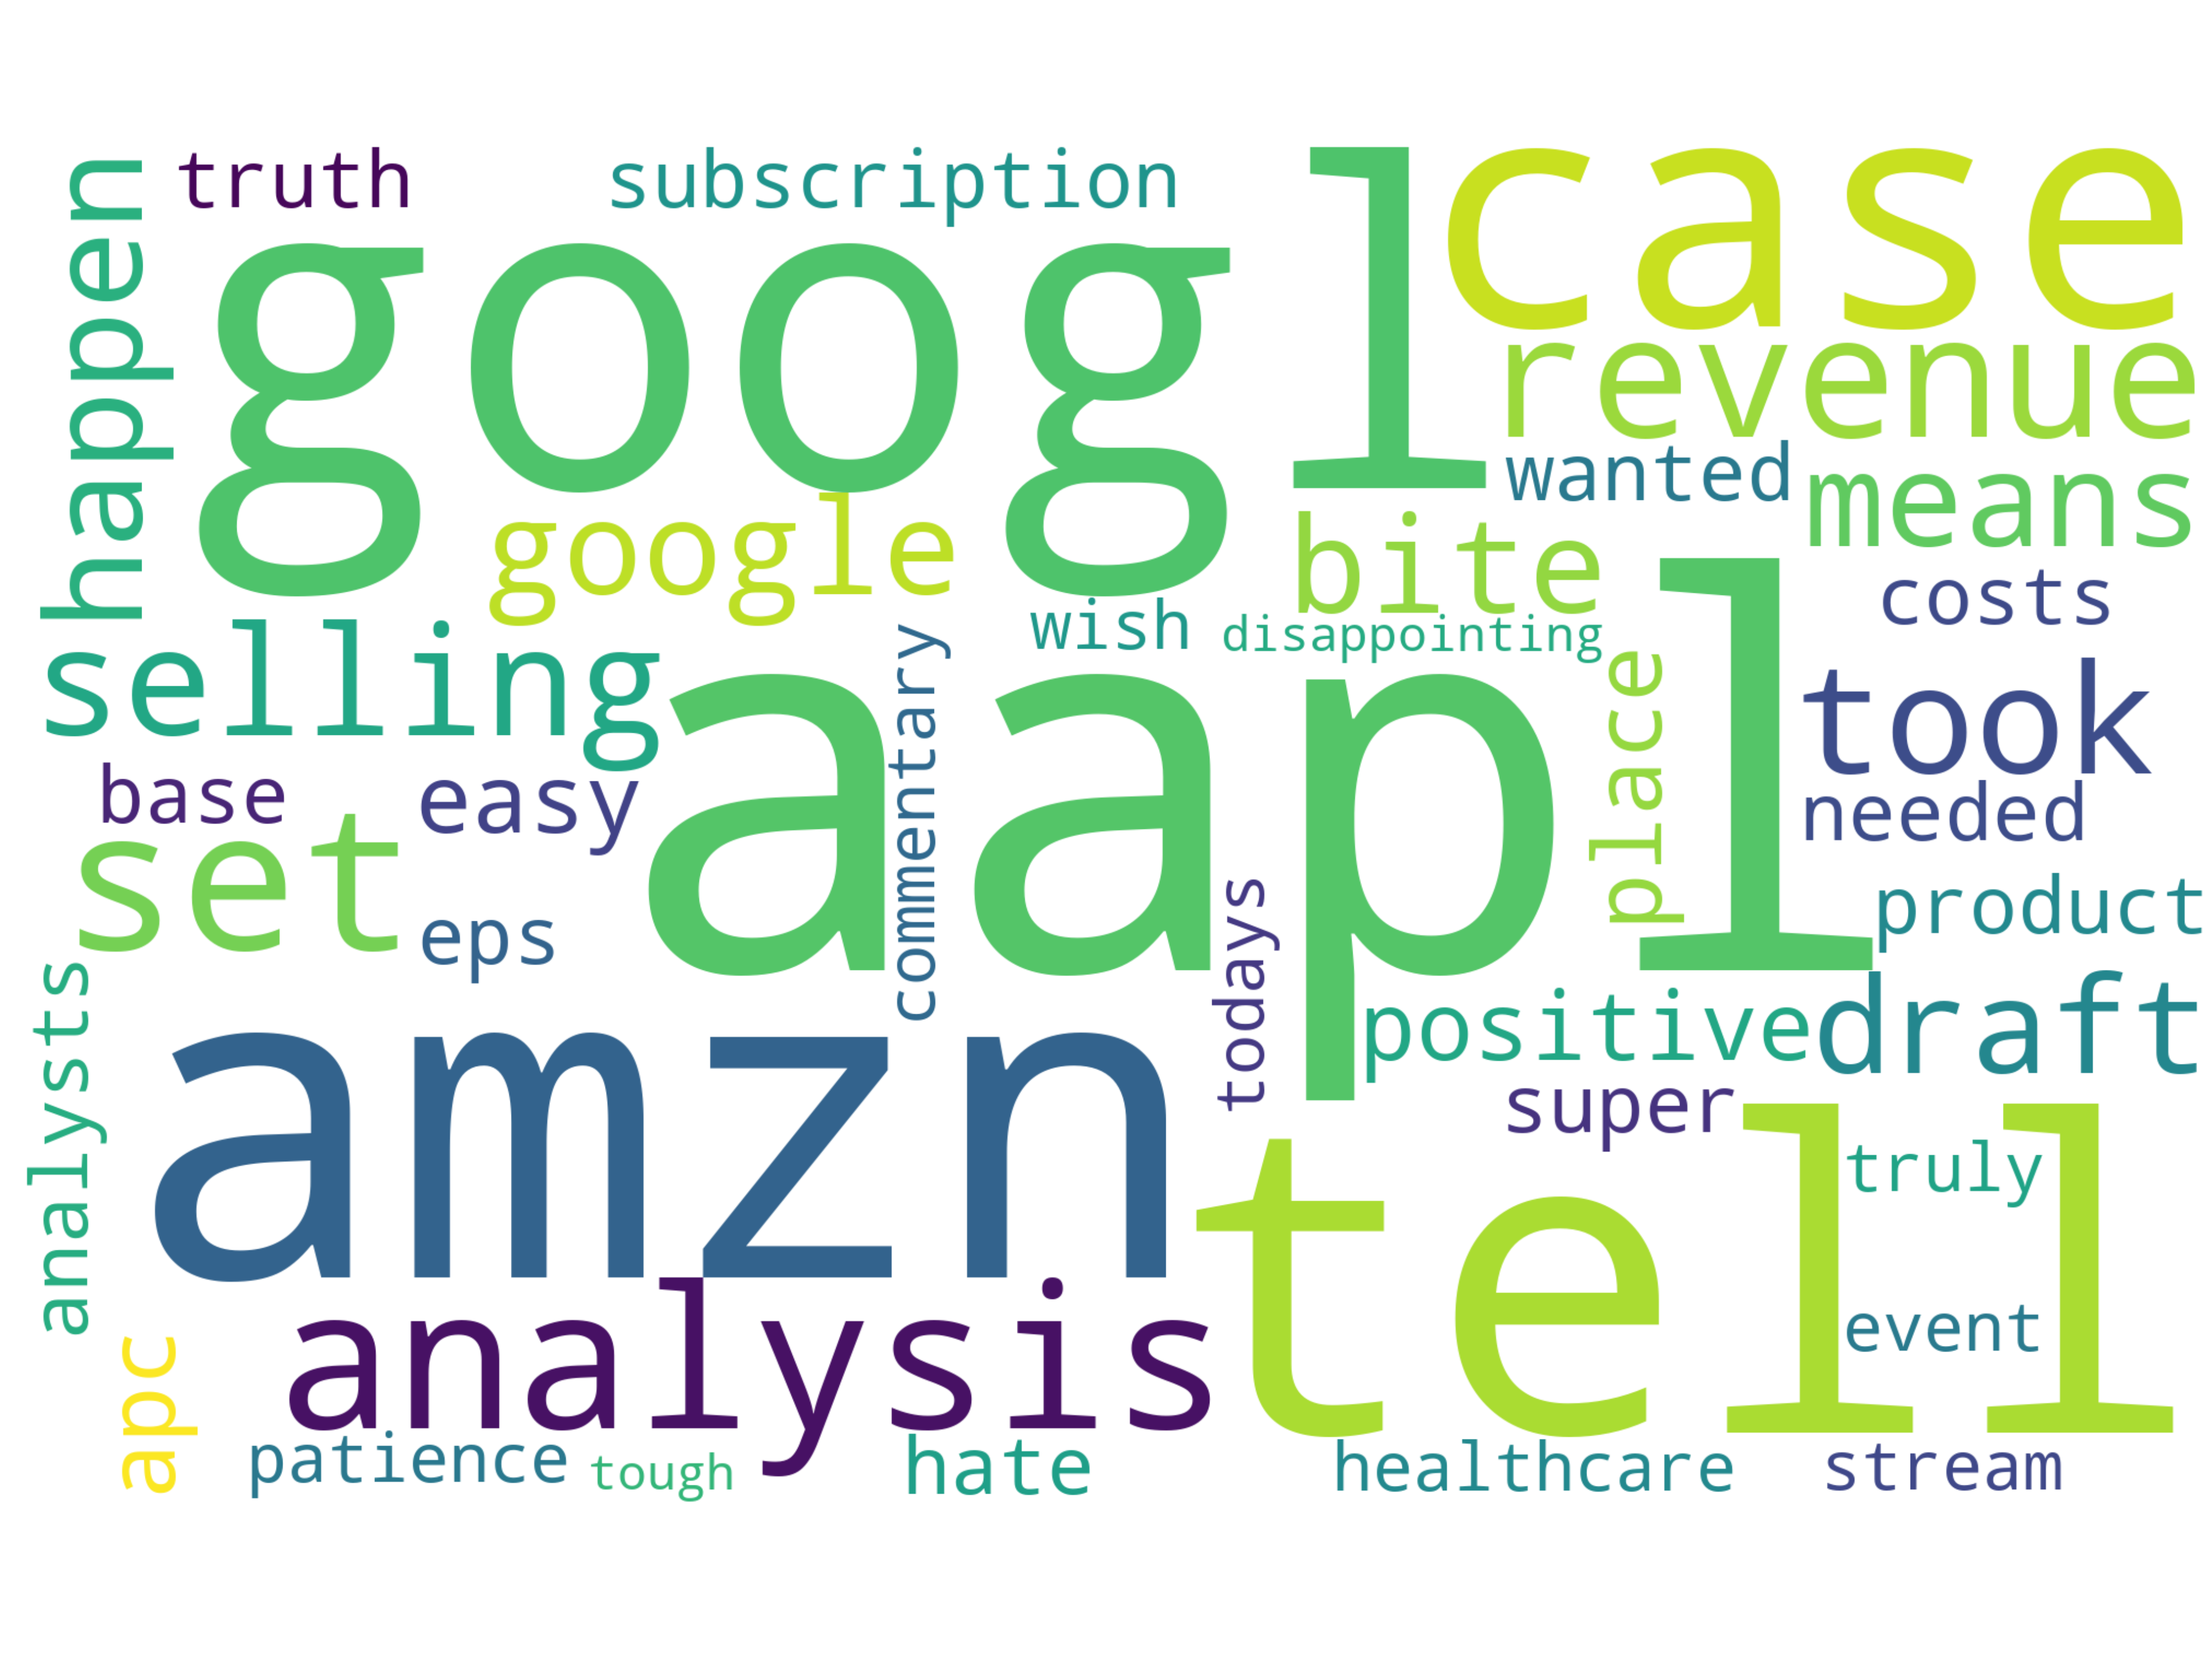 truth
subscription
happen
googl
case
revenue
google
wanted
means
bite
costs
wish
disappointing
selling
commentary
aapl
place
took
base
easy
needed
set
eps
todays
product
analysts
positive
draft
amzn
super
tell
truly
analysis
event
apc
patience
tough
hate
healthcare
stream